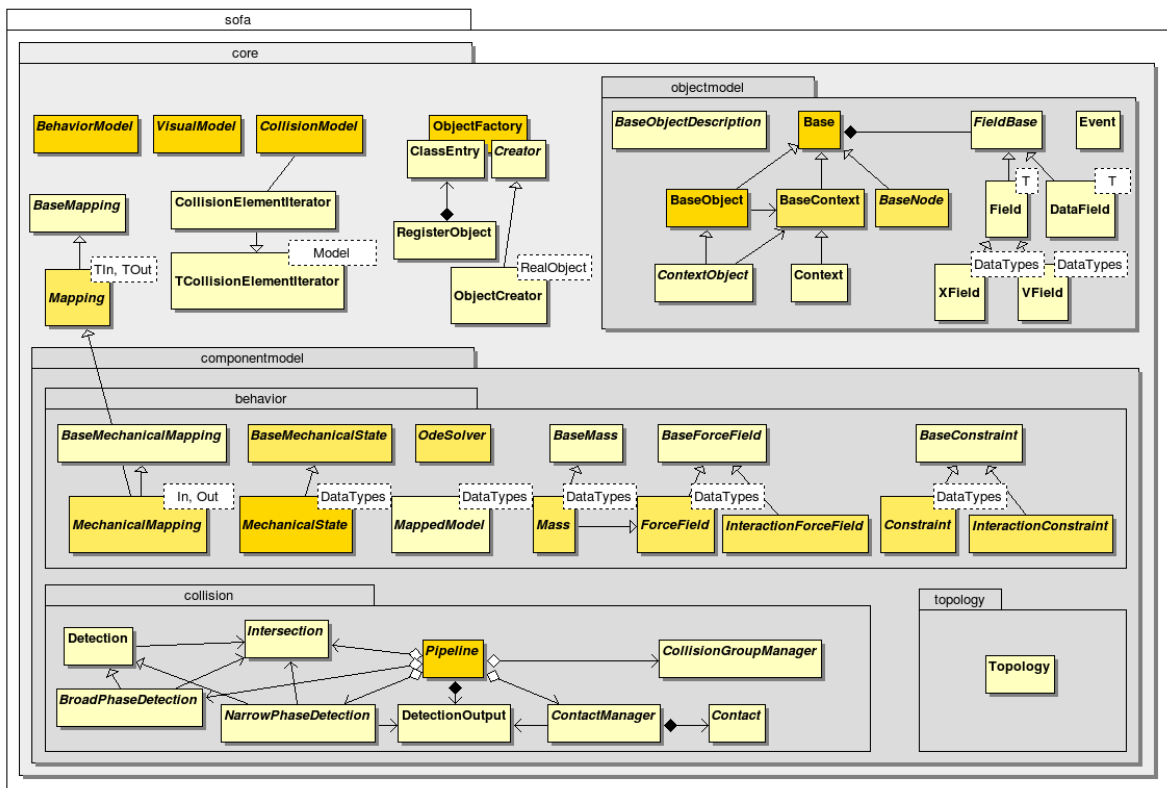 sofa
core
objectmodel
BehaviorModel
VisualModel
CollisionModel
ObjectFactory
ClassEntry
Creator
BaseObjectDescription
Base
FieldBase
Event
BaseMapping
CollisionElementIterator
RegisterObject
BaseObject
BaseContext
BaseNode
T
Field
T
DataField
TIn, TOut
Mapping
Model
TCollisionElementIterator
RealObject
ObjectCreator
ContextObject
Context
DataTypes
XField
DataTypes
VField
componentmodel
behavior
BaseMechanicalMapping
BaseMechanicalState
OdeSolver
BaseMass
BaseForceField
BaseConstraint
In, Out
MechanicalMapping
DataTypes
MechanicalState
DataTypes
MappedModel
DataTypes
Mass
DataTypes
ForceField
InteractionForceField
DataTypes
Constraint
InteractionConstraint
collision
topology
Detection
Intersection
Pipeline
CollisionGroupManager
Topology
BroadPhaseDetection
NarrowPhaseDetection
DetectionOutput
ContactManager
Contact